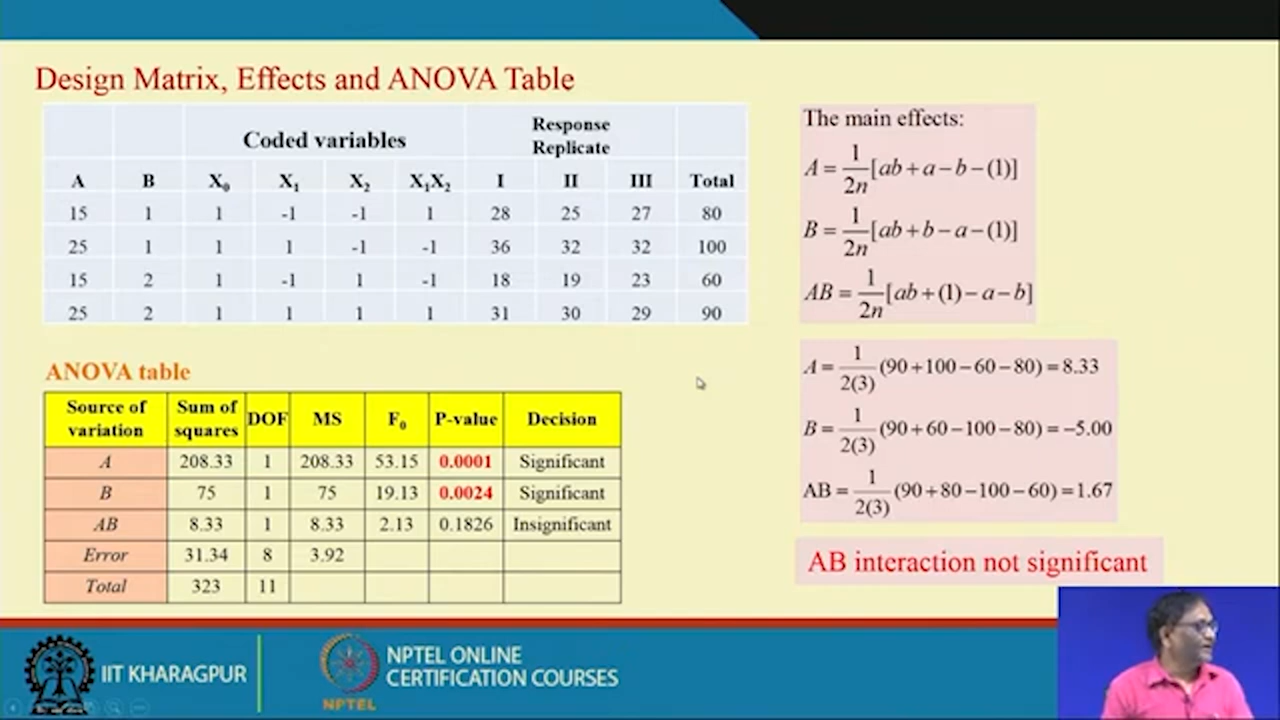 Design Matrix, Effects and ANOVA Table
Coded variables
Response
Replicate
A B X₀ X₁ X₂ X₁X₂ I II III Total
15 1 1 -1 -1 1 28 25 27 80
25 1 1 1 -1 -1 36 32 32 100
15 2 1 -1 1 -1 18 19 23 60
25 2 1 1 1 1 31 30 29 90
The main effects:
A = 1/2n [ab + a − b − (1)]
B = 1/2n [ab + b − a − (1)]
AB = 1/2n [ab + (1) − a − b]
A = 1/2(3) (90 + 100 − 60 − 80) = 8.33
B = 1/2(3) (90 + 60 − 100 − 80) = −5.00
AB = 1/2(3) (90 + 80 − 100 − 60) = 1.67
AB interaction not significant
ANOVA table
Source of variation Sum of squares DOF MS F₀ P-value Decision
A 208.33 1 208.33 53.15 0.0001 Significant
B 75 1 75 19.13 0.0024 Significant
AB 8.33 1 8.33 2.13 0.1826 Insignificant
Error 31.34 8 3.92
Total 323 11
IIT KHARAGPUR
NPTEL
NPTEL ONLINE
CERTIFICATION COURSES